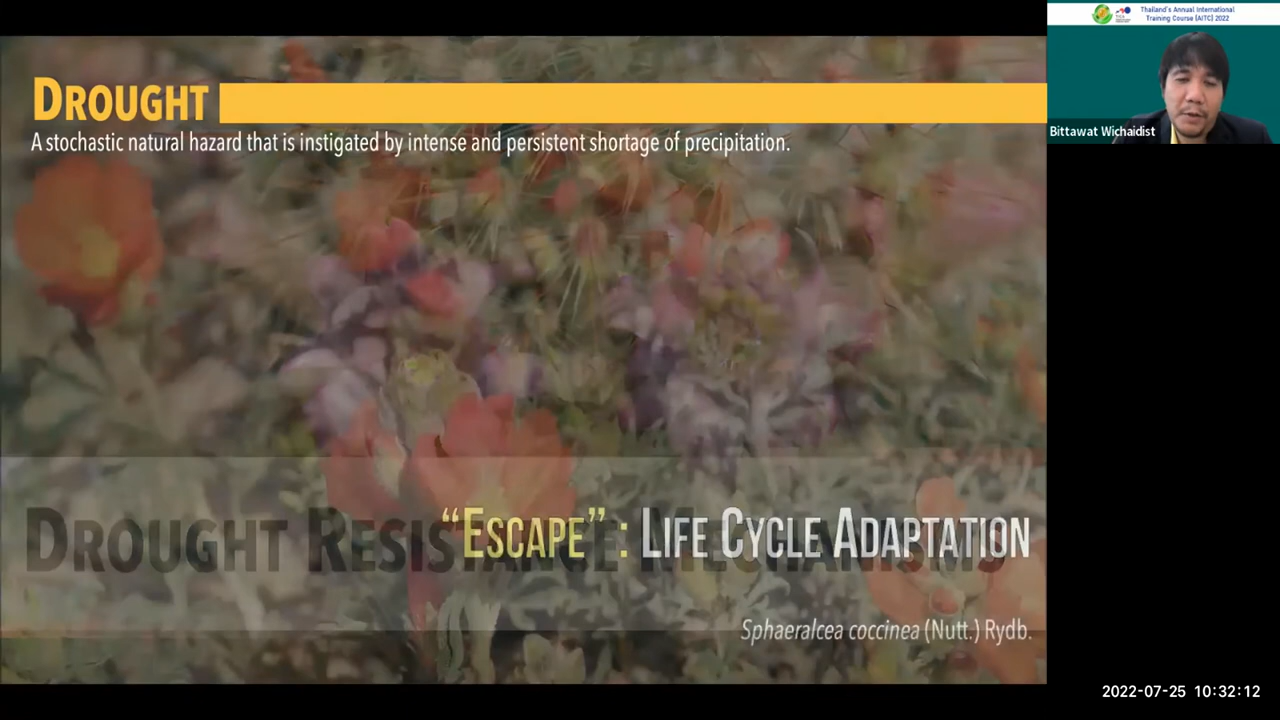 Thailand's Annual International
Training Course (AITC) 2022
DROUGHT
A stochastic natural hazard that is instigated by intense and persistent shortage of precipitation.
Bittawat Wichaidist
DROUGHT RESISTANCE MECHANISMS
“ESCAPE” : LIFE CYCLE ADAPTATION
Sphaeralcea coccinea (Nutt.) Rydb.
2022-07-25 10:32:12